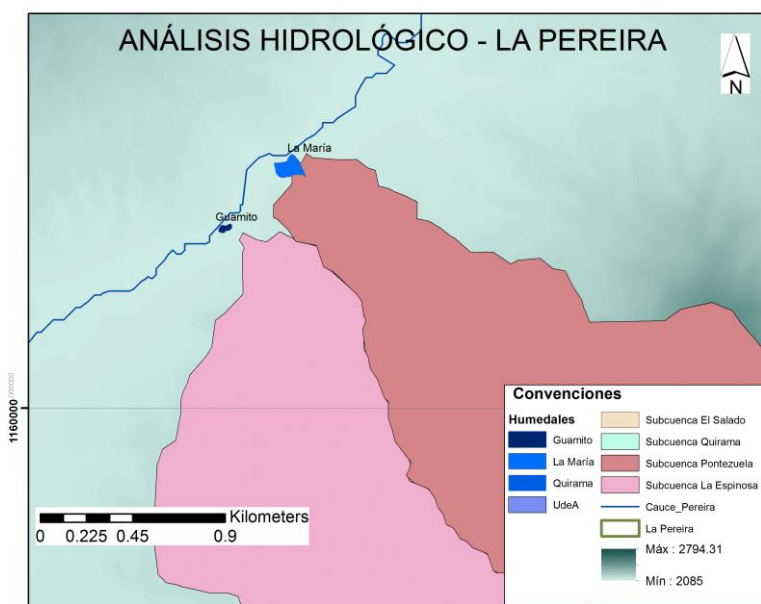 ANÁLISIS HIDROLÓGICO - LA PEREIRA
N
La María
Guamito
1160000,000000
Kilometers
0 0.225 0.45 0.9
Convenciones
Humedales
Guamito
La María
Quirama
UdeA
Subcuenca El Salado
Subcuenca Quirama
Subcuenca Pontezuela
Subcuenca La Espinosa
Cauce_Pereira
La Pereira
Máx : 2794.31
Mín : 2085